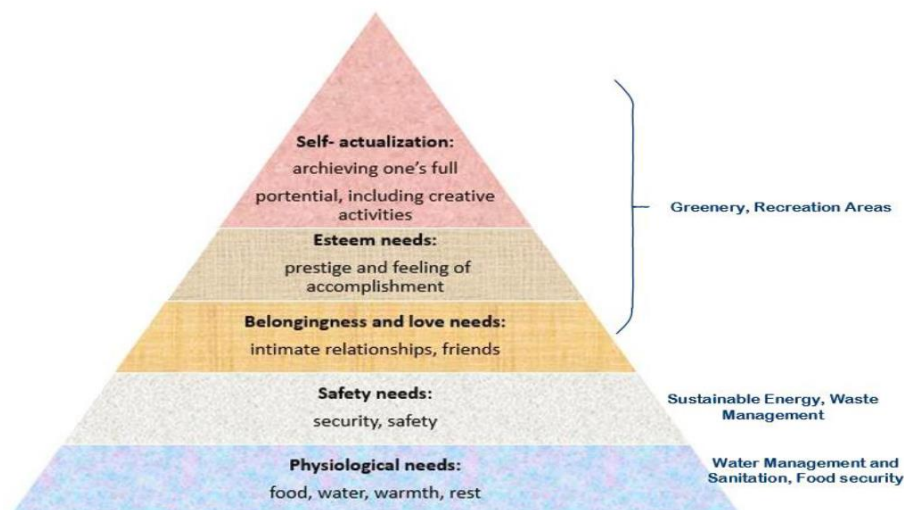 Self- actualization:
archieving one's full
portential, including creative
activities
Greenery, Recreation Areas
Esteem needs:
prestige and feeling of
accomplishment
Belongingness and love needs:
intimate relationships, friends
Safety needs:
security, safety
Sustainable Energy, Waste
Management
Physiological needs:
food, water, warmth, rest
Water Management and
Sanitation, Food security